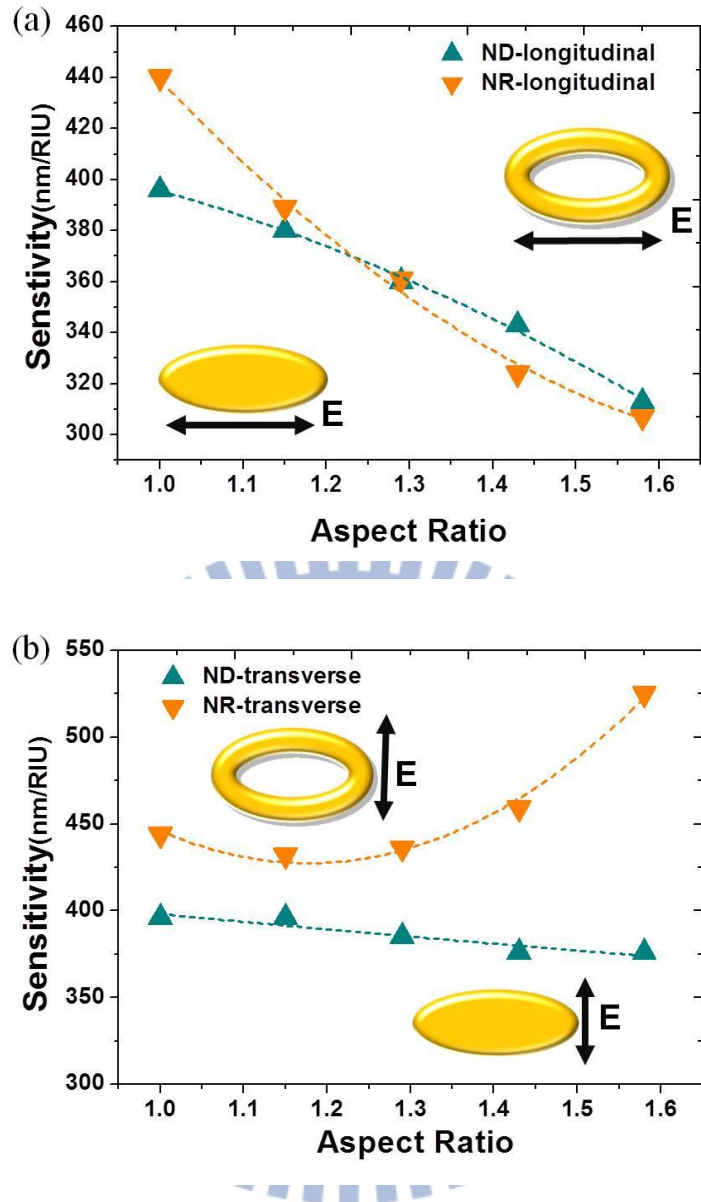 (a)
440
420
400
380
360
340
320
300
Senstivity(nm/RIU)
ND-longitudinal
NR-longitudinal
E
E
1.0 1.1 1.2 1.3 1.4 1.5 1.6
Aspect Ratio
(b)
550
500
450
400
350
300
Sensitivity(nm/RIU)
ND-transverse
NR-transverse
E
E
1.0 1.1 1.2 1.3 1.4 1.5 1.6
Aspect Ratio